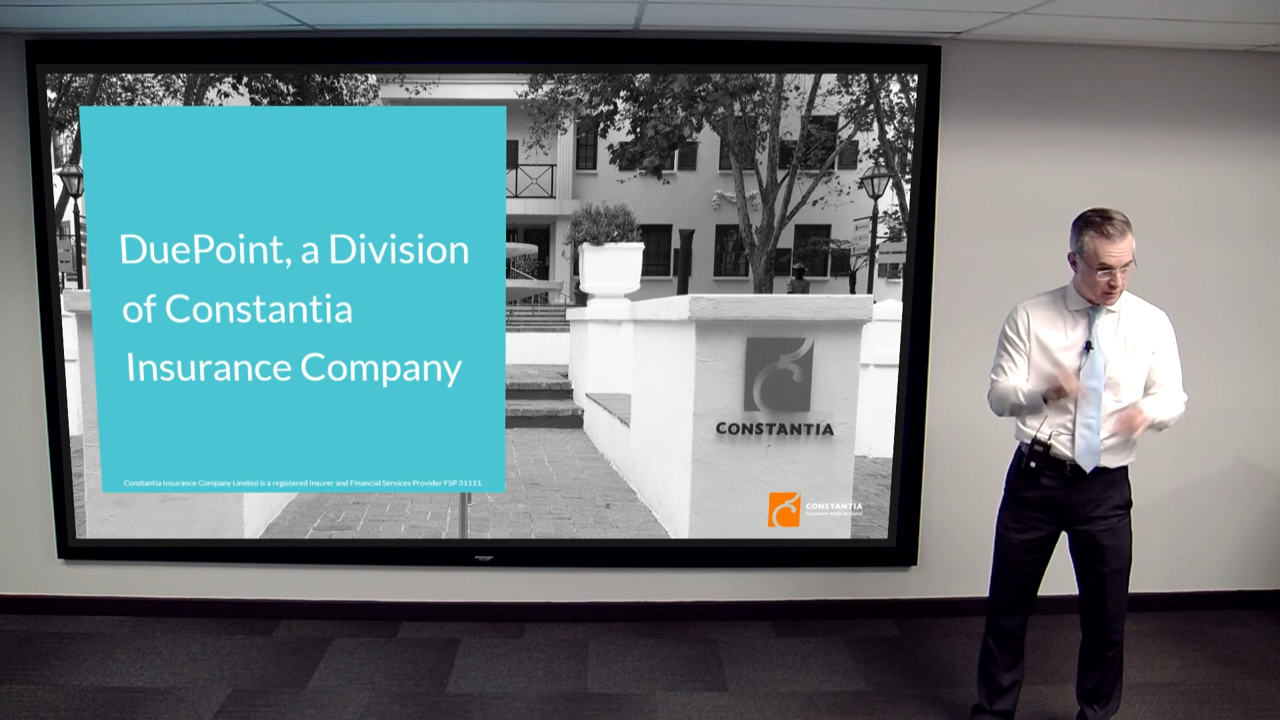 DuePoint, a Division
of Constantia
Insurance Company
Constantia Insurance Company Limited is a registered Insurer and Financial Services Provider FSP 31111.
CONSTANTIA
CONSTANTIA